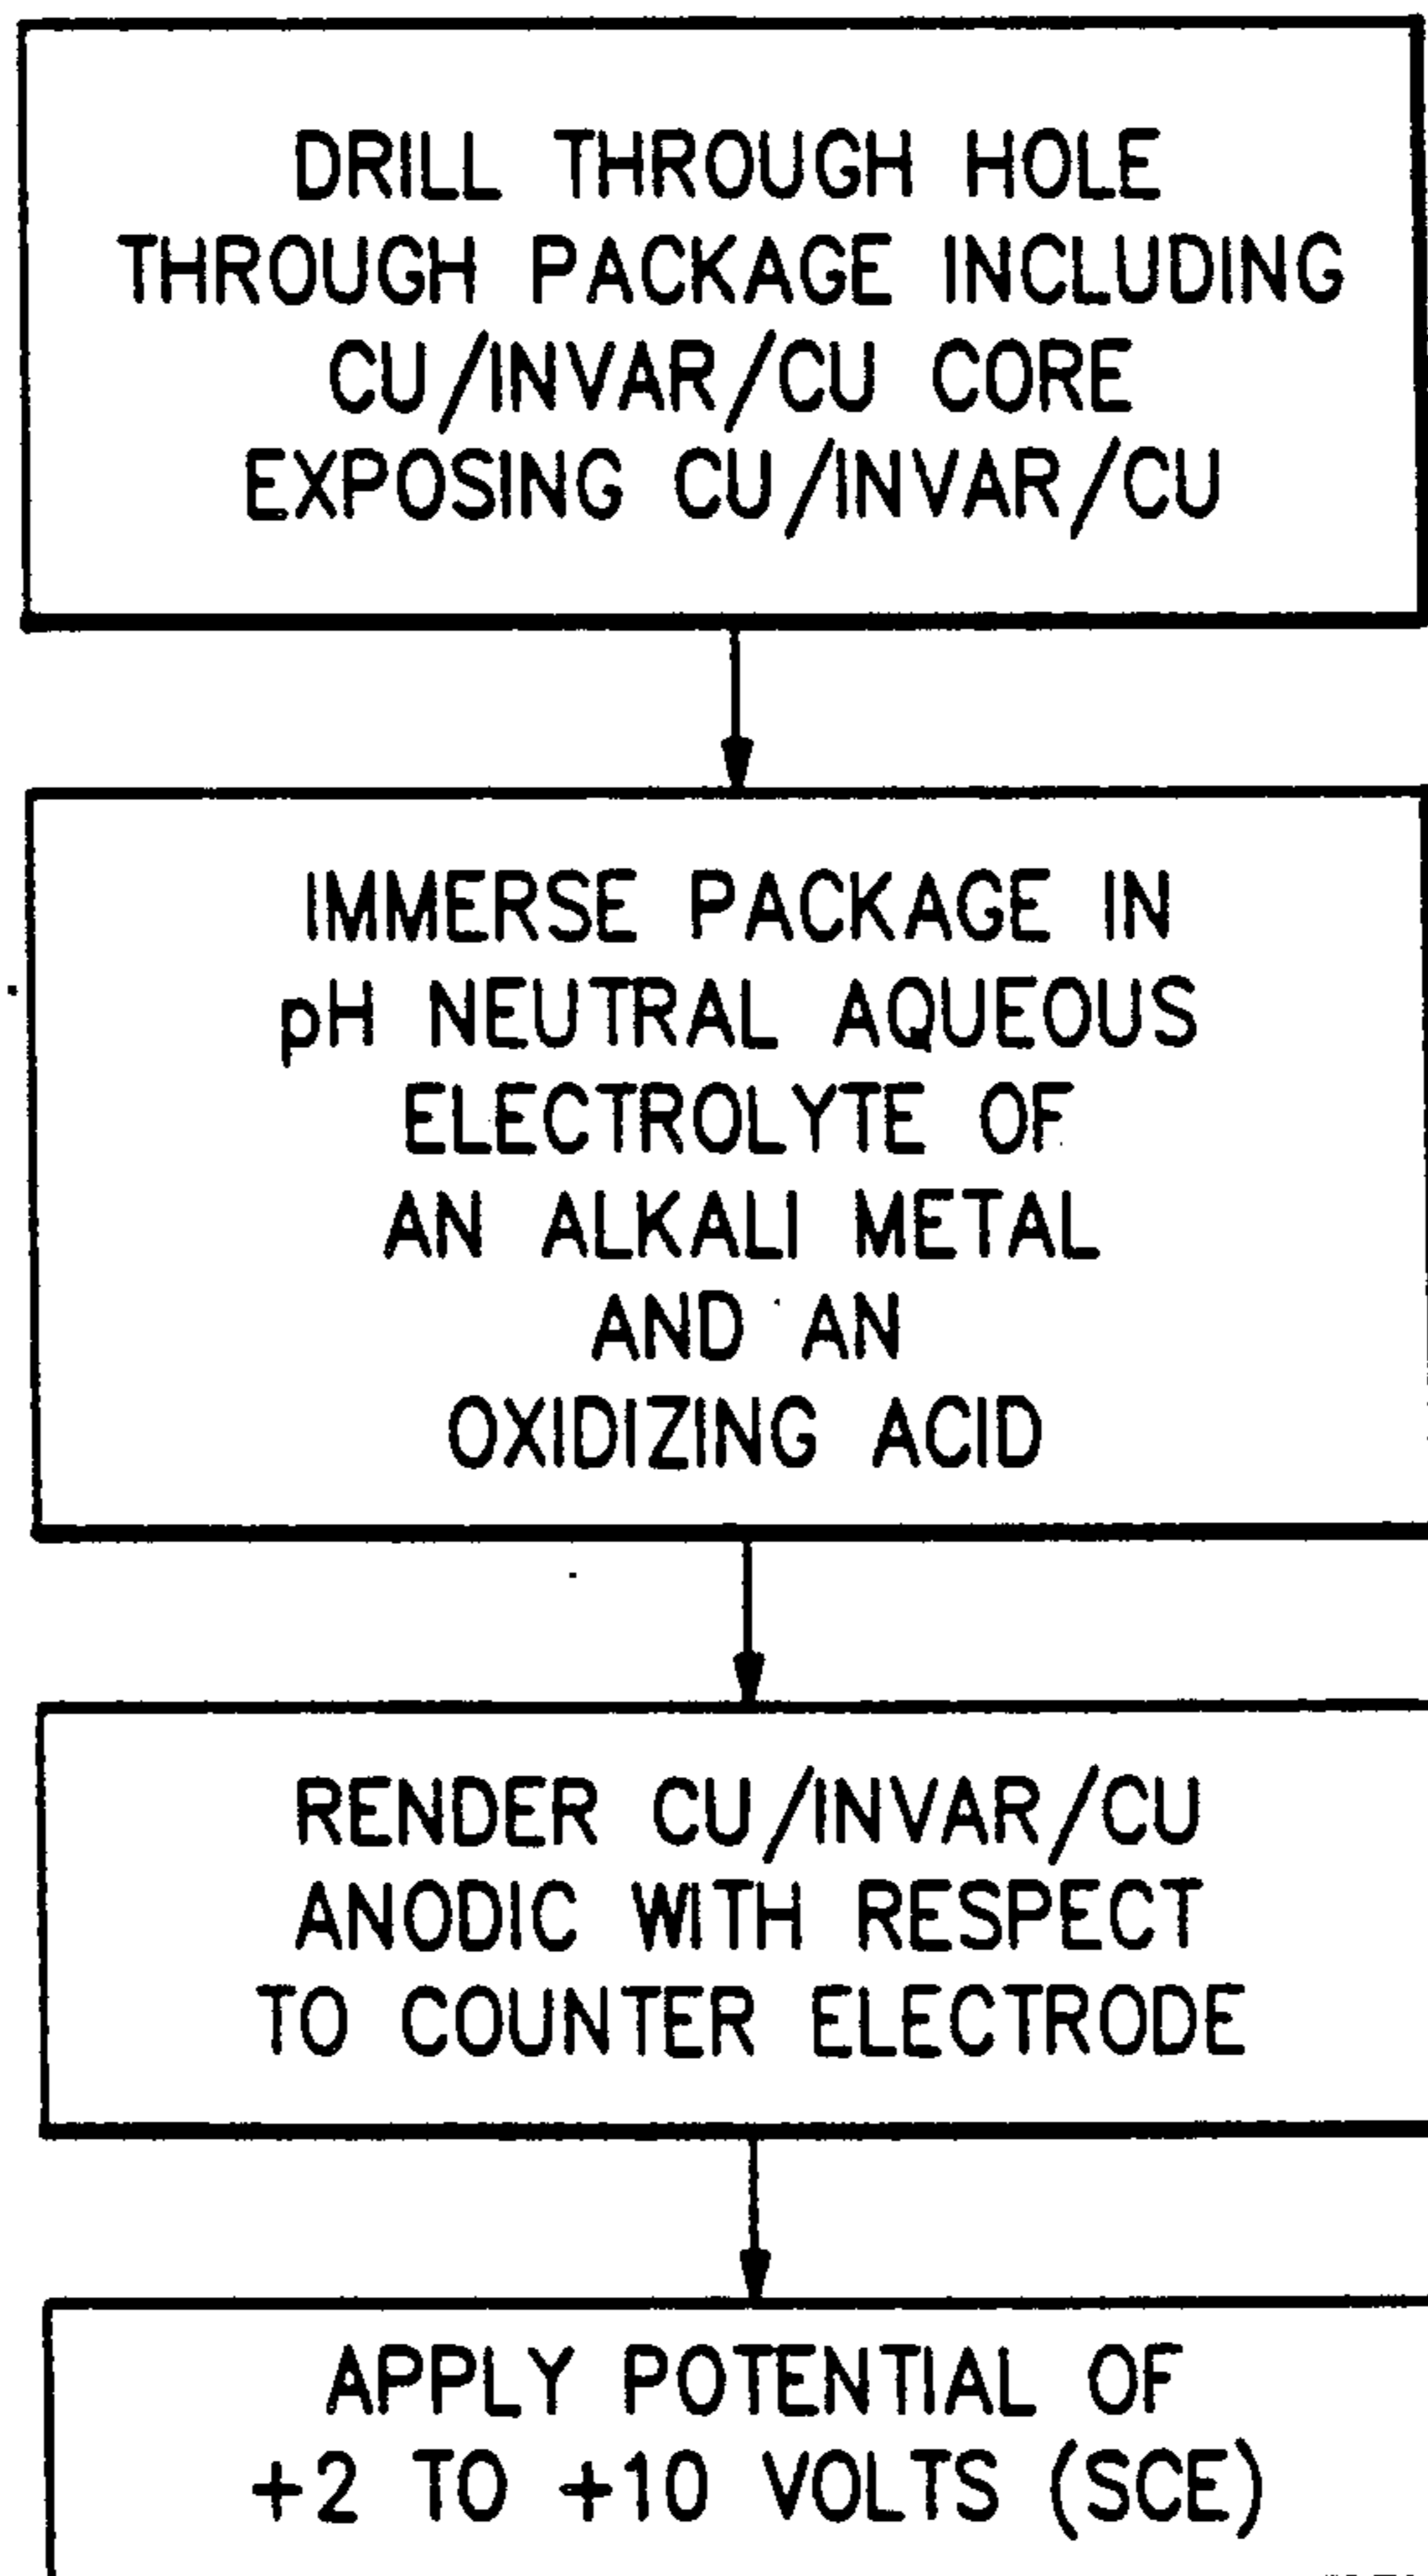 DRILL THROUGH HOLE
THROUGH PACKAGE INCLUDING
CU/INVAR/CU CORE
EXPOSING CU/INVAR/CU
IMMERSE PACKAGE IN
pH NEUTRAL AQUEOUS
ELECTROLYTE OF
AN ALKALI METAL
AND AN
OXIDIZING ACID
RENDER CU/INVAR/CU
ANODIC WITH RESPECT
TO COUNTER ELECTRODE
APPLY POTENTIAL OF
+2 TO +10 VOLTS (SCE)